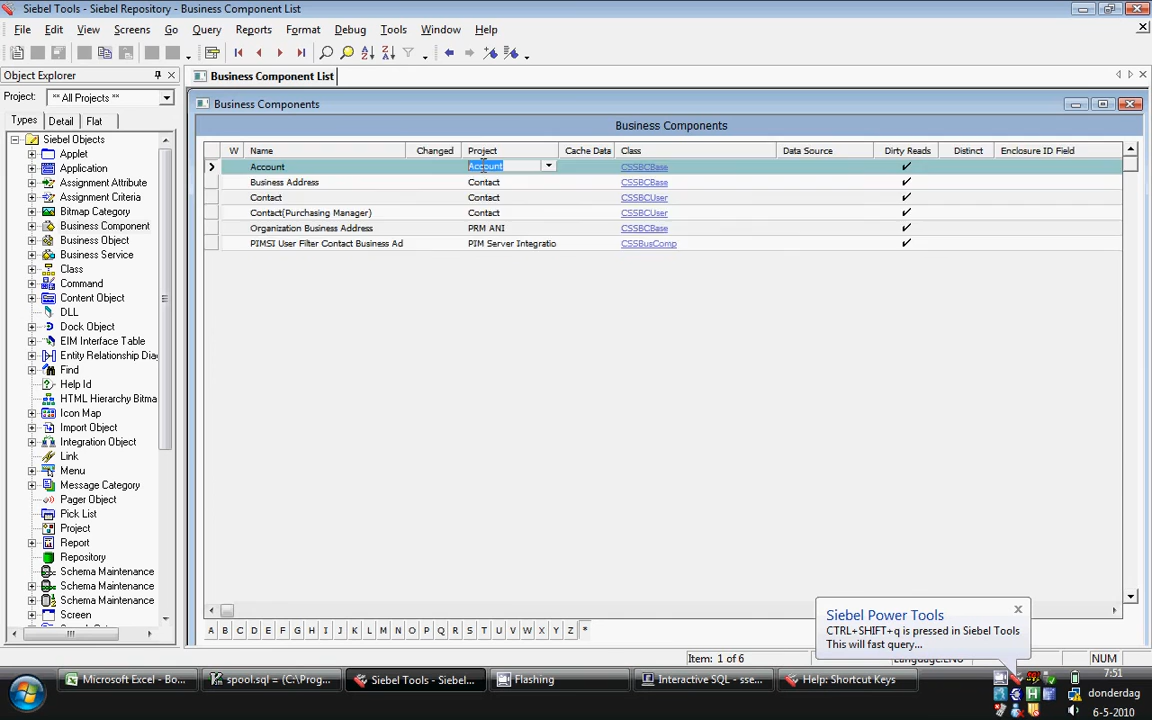 Siebel Tools - Siebel Repository - Business Component List
File Edit View Screens Go Query Reports Format Debug Tools Window Help
Object Explorer
Business Component List
Project: ** All Projects **
Types Detail Flat
Siebel Objects
Applet
Application
Assignment Attribute
Assignment Criteria
Bitmap Category
Business Component
Business Object
Business Service
Class
Command
Content Object
DLL
Dock Object
EIM Interface Table
Entity Relationship Dia
Find
Help Id
HTML Hierarchy Bitma
Icon Map
Import Object
Integration Object
Link
Menu
Message Category
Pager Object
Pick List
Project
Report
Repository
Schema Maintenance
Schema Maintenance
Schema Maintenance
Screen
Business Components
Business Components
W Name Changed Project Cache Data Class Data Source Dirty Reads Distinct Enclosure ID Field
Account Account CSSBCBase ✓
Business Address Contact CSSBCBase ✓
Contact Contact CSSBCUser ✓
Contact(Purchasing Manager) Contact CSSBCUser ✓
Organization Business Address PRM ANI CSSBCBase ✓
PIMSI User Filter Contact Business Ad PIM Server Integratio CSSBusComp ✓
A B C D E F G H I J K L M N O P Q R S T U V W X Y Z *
Siebel Power Tools
CTRL+SHIFT+q is pressed in Siebel Tools
This will fast query...
Item: 1 of 6 Language:ENU NUM
Microsoft Excel - Bo... spool.sql = (C:\Prog... Siebel Tools - Siebel... Flashing Interactive SQL - sse... Help: Shortcut Keys
7:51
donderdag
6-5-2010